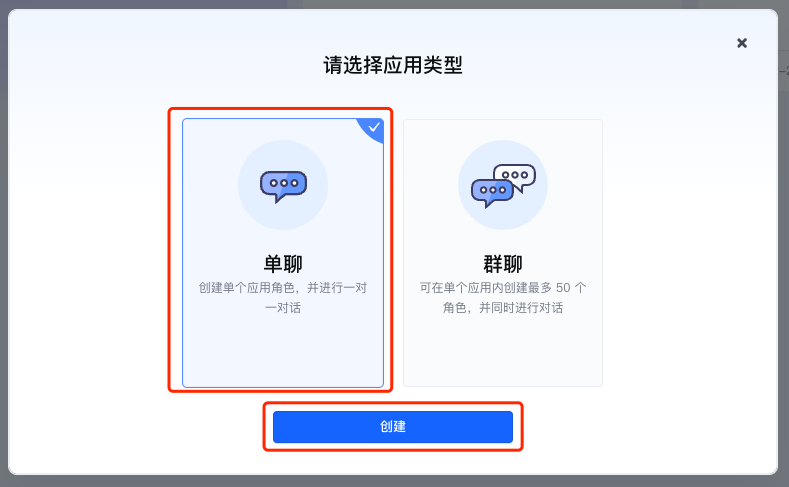 请选择应用类型
单聊
创建单个应用角色，并进行一对
一对话
群聊
可在单个应用内创建最多 50 个
角色，并同时进行对话
创建